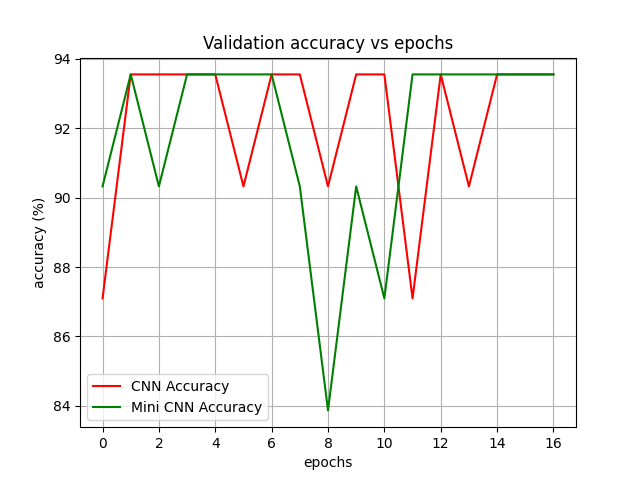 Validation accuracy vs epochs
accuracy (%)
94
92
90
88
86
84
CNN Accuracy
Mini CNN Accuracy
0 2 4 6 8 10 12 14 16
epochs